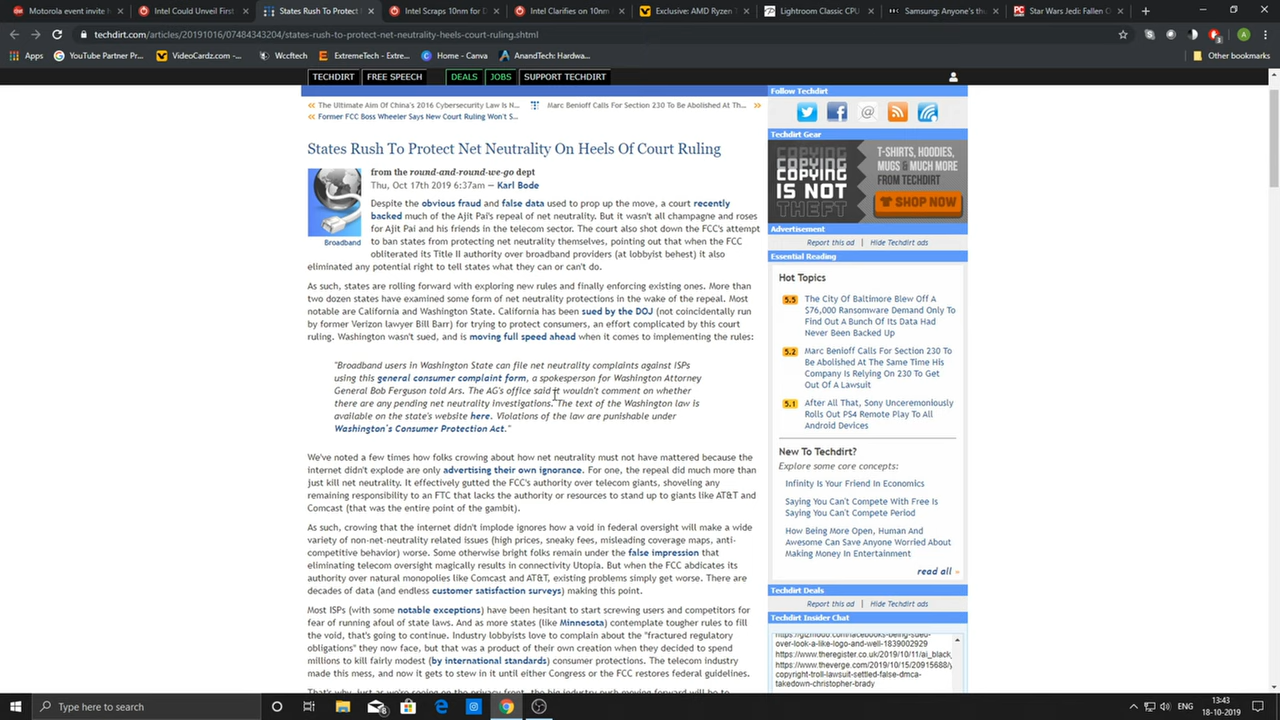 Motorola event invite h
Intel Could Unveil First
States Rush To Protect
Intel Scraps 10nm for D
Intel Clarifies on 10nm
Exclusive: AMD Ryzen T
Lightroom Classic CPU
Samsung: Anyone's thu
Star Wars Jedi: Fallen O
techdirt.com/articles/20191016/07484343204/states-rush-to-protect-net-neutrality-heels-court-ruling.shtml
Apps
YouTube Partner Pr...
VideoCardz.com -...
Wccftech
ExtremeTech - Extr...
Home - Canva
AnandTech: Hardwa...
Other bookmarks
TECHDIRT
FREE SPEECH
DEALS
JOBS
SUPPORT TECHDIRT
« The Ultimate Aim Of China's 2016 Cybersecurity Law Is N...
Marc Benioff Calls For Section 230 To Be Abolished At Th... »
« Former FCC Boss Wheeler Says New Court Ruling Won't S...
States Rush To Protect Net Neutrality On Heels Of Court Ruling
from the round-and-round-we-go dept
Thu, Oct 17th 2019 6:37am — Karl Bode
Broadband
Despite the obvious fraud and false data used to prop up the move, a court recently
backed much of the Ajit Pai's repeal of net neutrality. But it wasn't all champagne and roses
for Ajit Pai and his friends in the telecom sector. The court also shot down the FCC's attempt
to ban states from protecting net neutrality themselves, pointing out that when the FCC
obliterated its Title II authority over broadband providers (at lobbyist behest) it also
eliminated any potential right to tell states what they can or can't do.
As such, states are rolling forward with exploring new rules and finally enforcing existing ones. More than
two dozen states have examined some form of net neutrality protections in the wake of the repeal. Most
notable are California and Washington State. California has been sued by the DOJ (not coincidentally run
by former Verizon lawyer Bill Barr) for trying to protect consumers, an effort complicated by this court
ruling. Washington wasn't sued, and is moving full speed ahead when it comes to implementing the rules:
"Broadband users in Washington State can file net neutrality complaints against ISPs
using this general consumer complaint form, a spokesperson for Washington Attorney
General Bob Ferguson told Ars. The AG's office said it wouldn't comment on whether
there are any pending net neutrality investigations. The text of the Washington law is
available on the state's website here. Violations of the law are punishable under
Washington's Consumer Protection Act."
We've noted a few times how folks crowing about how net neutrality must not have mattered because the
internet didn't explode are only advertising their own ignorance. For one, the repeal did much more than
just kill net neutrality. It effectively gutted the FCC's authority over telecom giants, shoveling any
remaining responsibility to an FTC that lacks the authority or resources to stand up to giants like AT&T and
Comcast (that was the entire point of the gambit).
As such, crowing that the internet didn't implode ignores how a void in federal oversight will make a wide
variety of non-net-neutrality related issues (high prices, sneaky fees, misleading coverage maps, anti-
competitive behavior) worse. Some otherwise bright folks remain under the false impression that
eliminating telecom oversight magically results in connectivity Utopia. But when the FCC abdicates its
authority over natural monopolies like Comcast and AT&T, existing problems simply get worse. There are
decades of data (and endless customer satisfaction surveys) making this point.
Most ISPs (with some notable exceptions) have been hesitant to start screwing users and competitors for
fear of running afoul of state laws. And as more states (like Minnesota) contemplate tougher rules to fill
the void, that's going to continue. Industry lobbyists love to complain about the "fractured regulatory
obligations" they now face, but that was a product of their own creation when they decided to spend
millions to kill fairly modest (by international standards) consumer protections. The telecom industry
made this mess, and now it gets to stew in it until either Congress or the FCC restores federal guidelines.
Follow Techdirt
Techdirt Gear
COPYING
COPYING
COPYING
IS NOT
THEFT
T-SHIRTS, HOODIES,
MUGS & MUCH MORE
FROM TECHDIRT
SHOP NOW
Advertisement
Report this ad | Hide Techdirt ads
Essential Reading
Hot Topics
5.5 The City Of Baltimore Blew Off A
$76,000 Ransomware Demand Only To
Find Out A Bunch Of Its Data Had
Never Been Backed Up
5.2 Marc Benioff Calls For Section 230 To
Be Abolished At The Same Time His
Company Is Relying On 230 To Get
Out Of A Lawsuit
5.1 After All That, Sony Unceremoniously
Rolls Out PS4 Remote Play To All
Android Devices
New To Techdirt?
Explore some core concepts:
Infinity Is Your Friend In Economics
Saying You Can't Compete With Free Is
Saying You Can't Compete Period
How Being More Open, Human And
Awesome Can Save Anyone Worried About
Making Money In Entertainment
read all »
Techdirt Deals
Report this ad | Hide Techdirt ads
Techdirt Insider Chat
https://gizmodo.com/facebooks-being-sued-
over-look-a-like-logo-and-well-1839002929
https://www.theregister.co.uk/2019/10/11/ai_black_
https://www.theverge.com/2019/10/15/20915688/y
copyright-troll-lawsuit-settled-false-dmca-
takedown-christopher-brady
Type here to search
ENG
13:43
18-10-2019